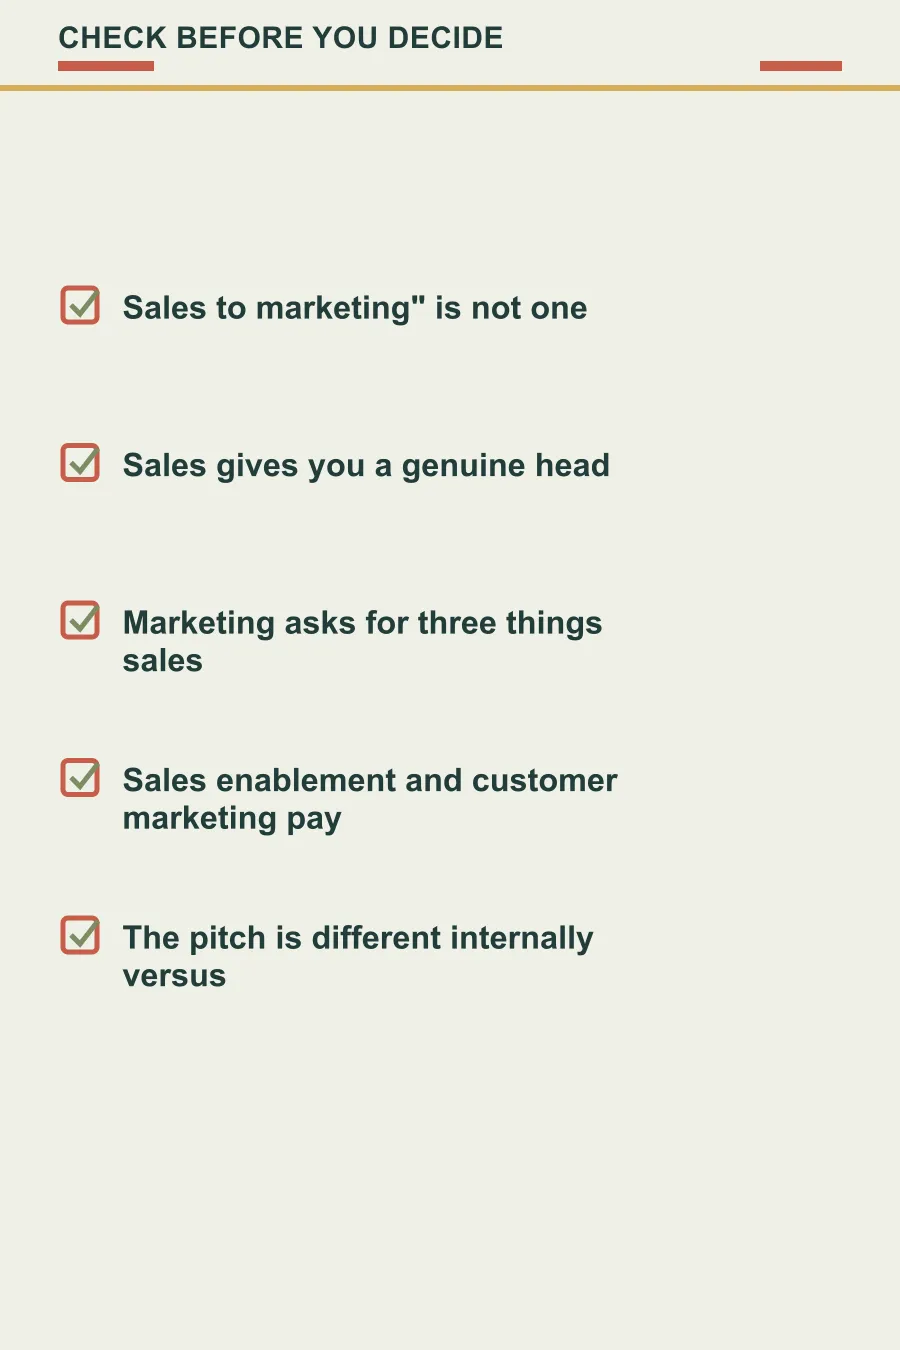 CHECK BEFORE YOU DECIDE
Sales to marketing" is not one
Sales gives you a genuine head
Marketing asks for three things
sales
Sales enablement and customer
marketing pay
The pitch is different internally
versus